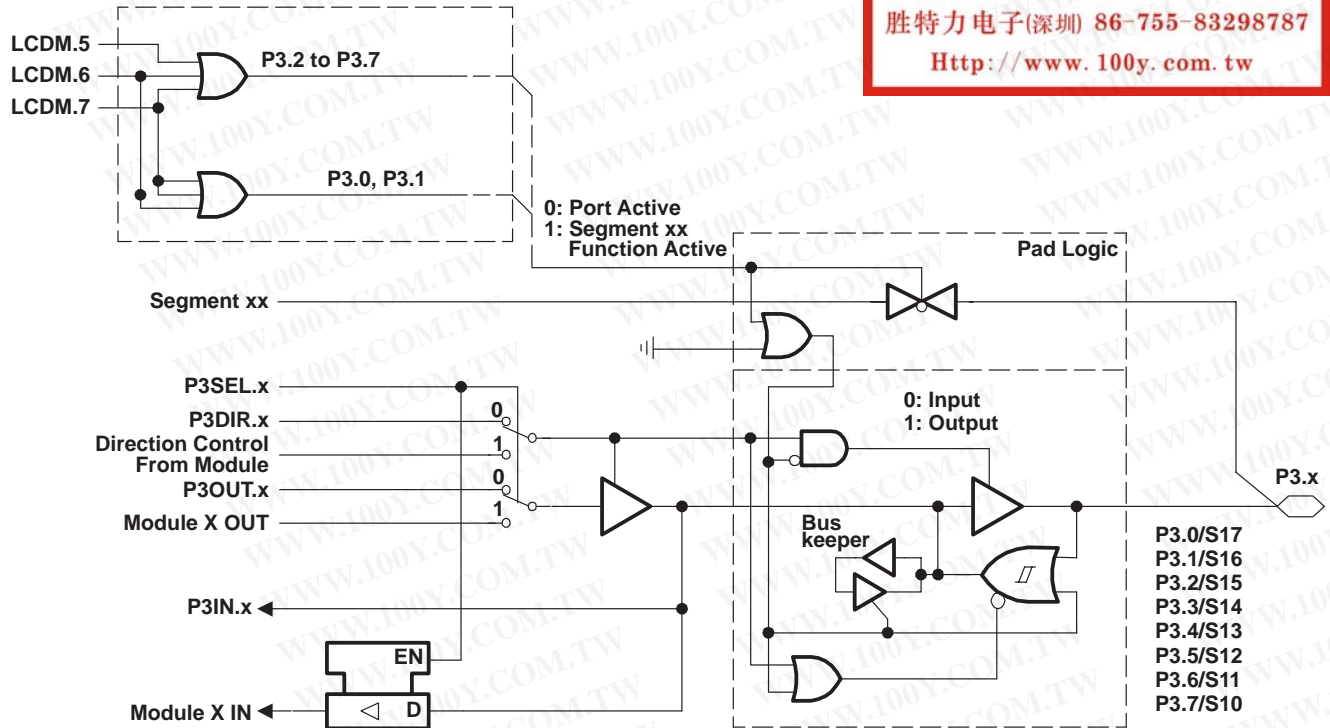 胜特力电子(深圳) 86-755-83298787
Http://www.100y.com.tw
LCDM.5
LCDM.6
LCDM.7
P3.2 to P3.7
P3.0, P3.1
0: Port Active
1: Segment xx
Function Active
Pad Logic
Segment xx
P3SEL.x
P3DIR.x
0
Direction Control
From Module
1
P3OUT.x
0
Module X OUT
1
0: Input
1: Output
Bus
keeper
P3.x
P3.0/S17
P3.1/S16
P3.2/S15
P3.3/S14
P3.4/S13
P3.5/S12
P3.6/S11
P3.7/S10
P3IN.x
EN
D
Module X IN
WWW.100Y.COM.TW